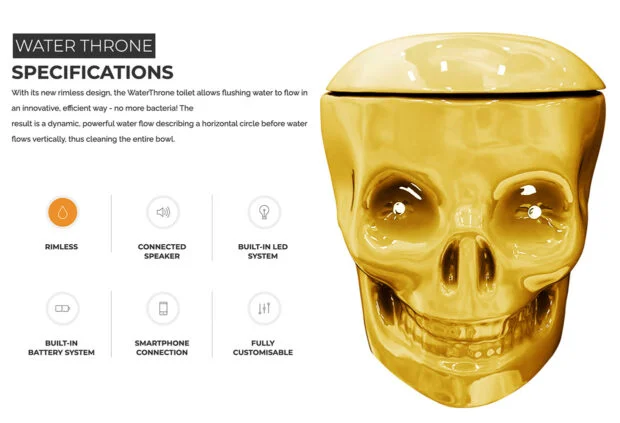 WATER THRONE
SPECIFICATIONS
With its new rimless design, the WaterThrone toilet allows flushing water to flow in
an innovative, efficient way - no more bacteria! The
result is a dynamic, powerful water flow describing a horizontal circle before water
flows vertically, thus cleaning the entire bowl.
RIMLESS
CONNECTED
SPEAKER
BUILT-IN LED
SYSTEM
BUILT-IN
BATTERY SYSTEM
SMARTPHONE
CONNECTION
FULLY
CUSTOMISABLE